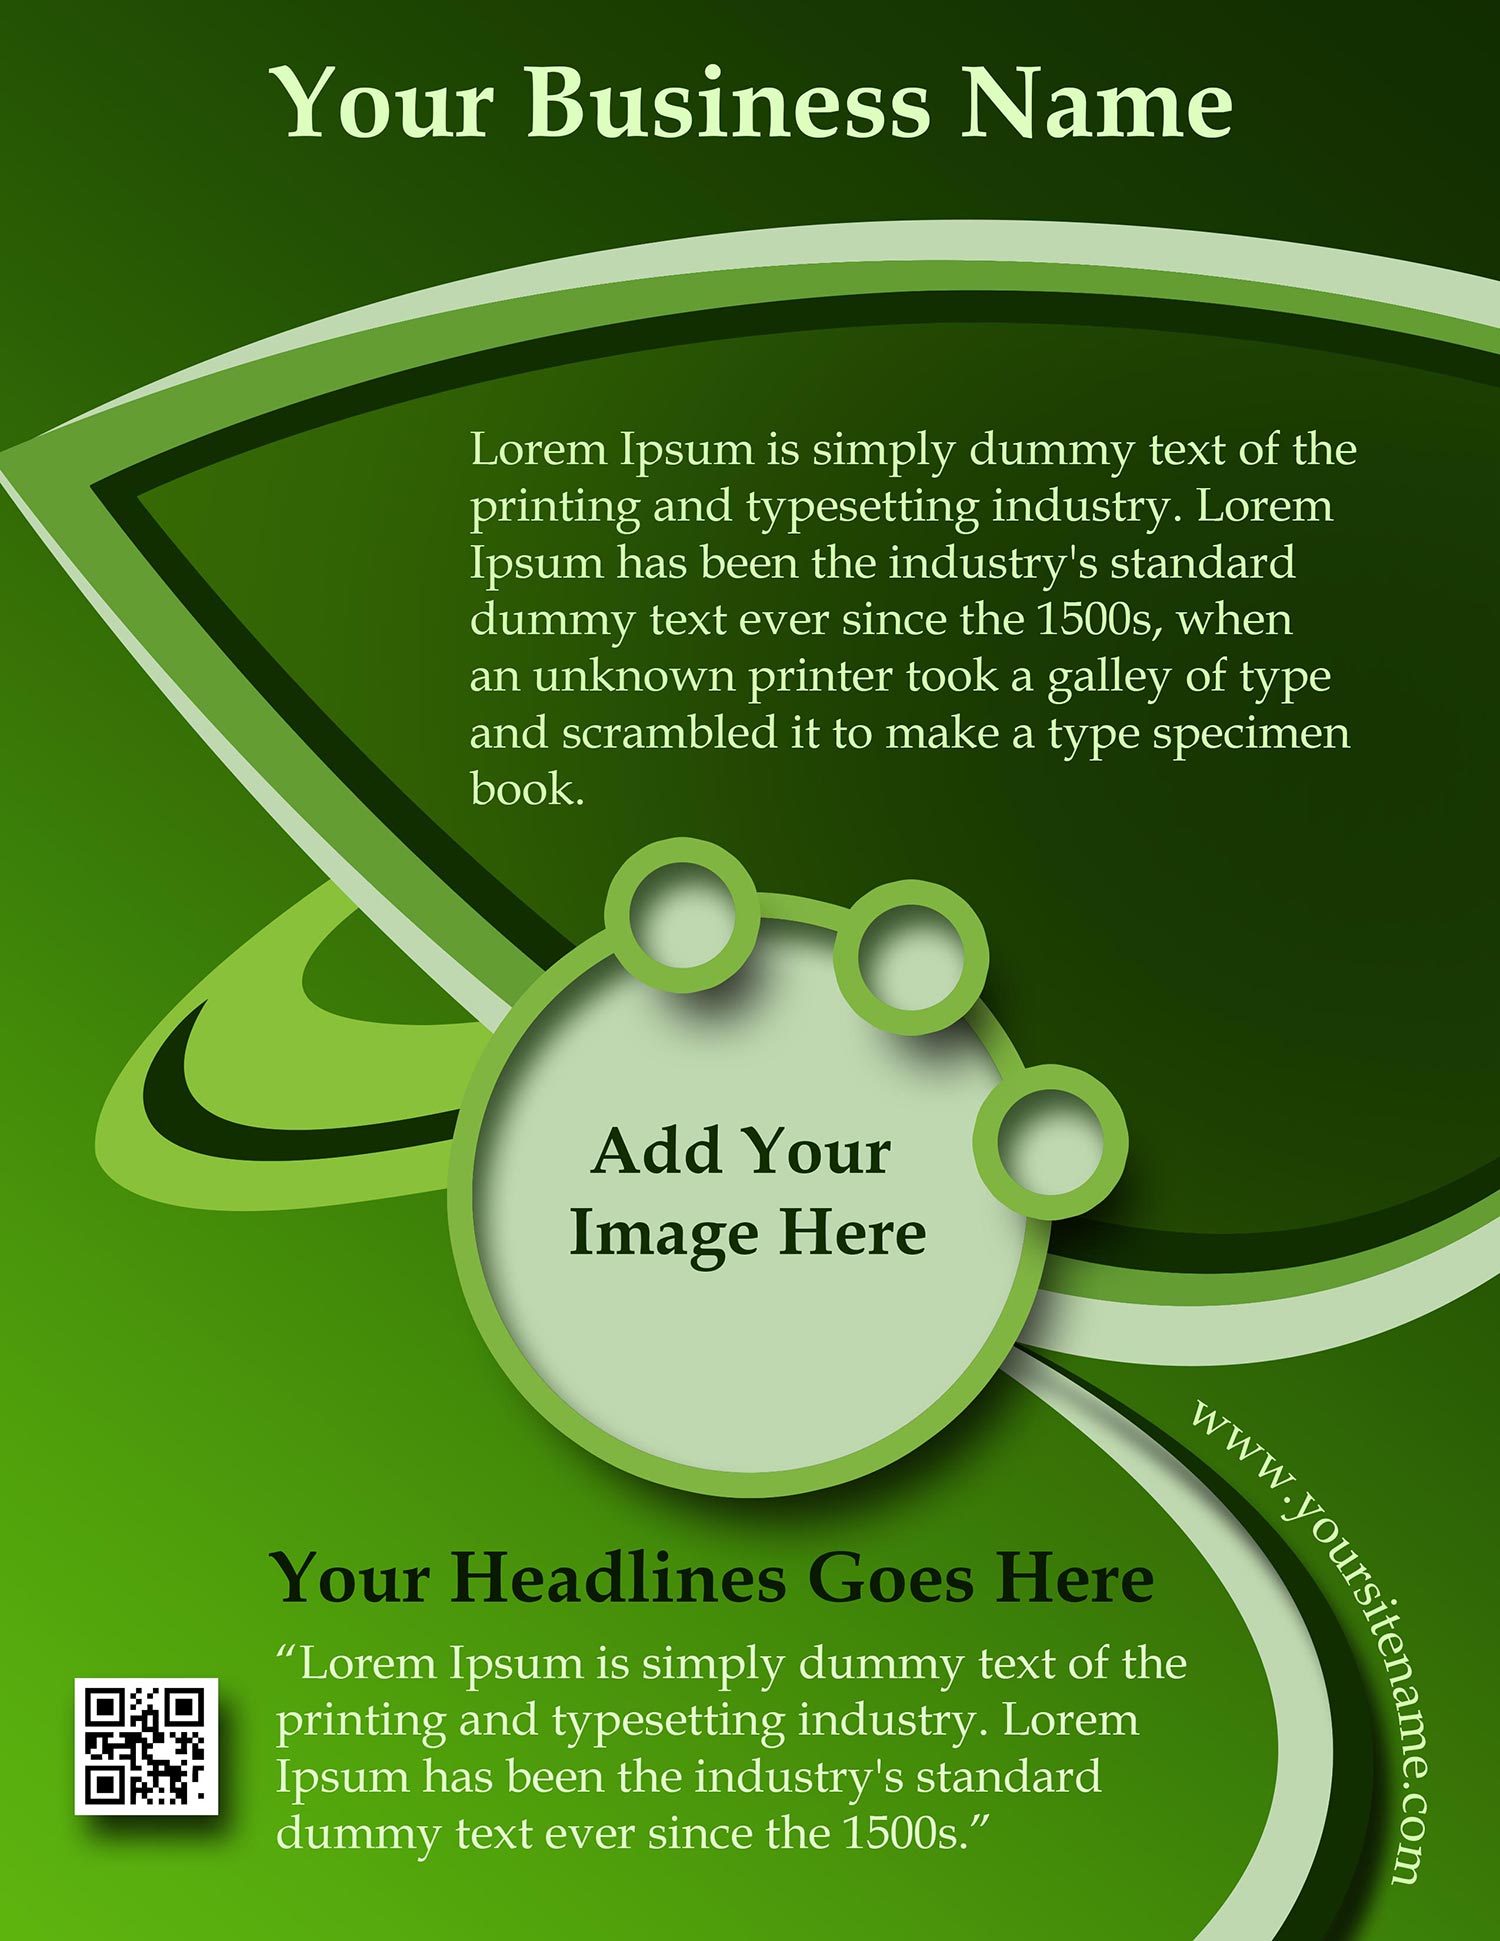 Your Business Name
Lorem Ipsum is simply dummy text of the
printing and typesetting industry. Lorem
Ipsum has been the industry's standard
dummy text ever since the 1500s, when
an unknown printer took a galley of type
and scrambled it to make a type specimen
book.
Add Your
Image Here
www.yoursitename.com
Your Headlines Goes Here
“Lorem Ipsum is simply dummy text of the
printing and typesetting industry. Lorem
Ipsum has been the industry's standard
dummy text ever since the 1500s.”